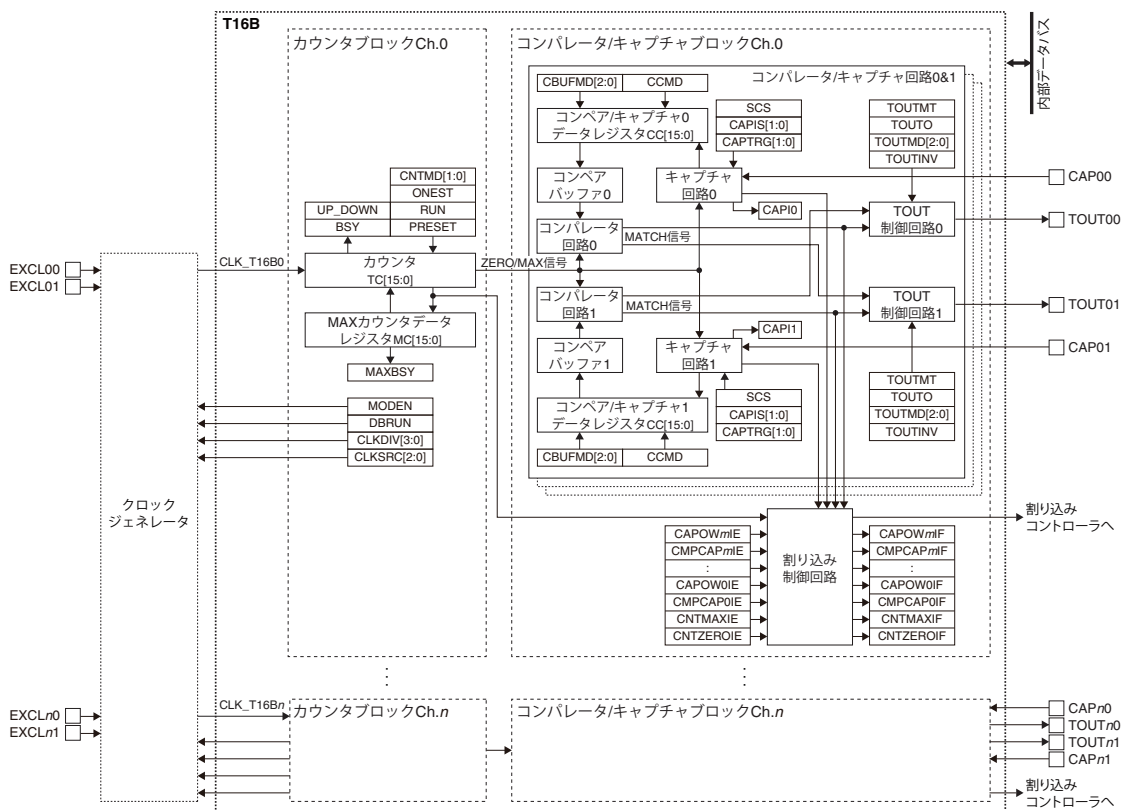 T16B
カウンタブロックCh.0
コンパレータ/キャプチャブロックCh.0
コンパレータ/キャプチャ回路0&1
内部データバス
CBUFMD[2:0]
CCMD
コンペア/キャプチャ0
データレジスタCC[15:0]
SCS
CAPIS[1:0]
CAPTRG[1:0]
TOUTMT
TOUTO
TOUTMD[2:0]
TOUTINV
コンペア
バッファ0
キャプチャ
回路0
CAPI0
CAP00
CNTMD[1:0]
ONEST
UP_DOWN
RUN
BSY
PRESET
コンパレータ
回路0
MATCH信号
TOUT
制御回路0
TOUT00
EXCL00
EXCL01
CLK_T16B0
カウンタ
TC[15:0]
ZERO/MAX信号
コンパレータ
回路1
MATCH信号
TOUT
制御回路1
TOUT01
MAXカウンタデータ
レジスタMC[15:0]
MAXBSY
コンペア
バッファ1
キャプチャ
回路1
CAPI1
CAP01
MODEN
DBRUN
CLKDIV[3:0]
CLKSRC[2:0]
コンペア/キャプチャ1
データレジスタCC[15:0]
SCS
CAPIS[1:0]
CAPTRG[1:0]
TOUTMT
TOUTO
TOUTMD[2:0]
TOUTINV
CBUFMD[2:0]
CCMD
クロック
ジェネレータ
割り込み
コントローラへ
CAPOWmIE
CMPCAPmIE
:
CAPOW0IE
CMPCAP0IE
CNTMAXIE
CNTZEROIE
割り込み
制御回路
CAPOWmIF
CMPCAPmIF
:
CAPOW0IF
CMPCAP0IF
CNTMAXIF
CNTZEROIF
EXCLn0
EXCLn1
CLK_T16Bn
カウンタブロックCh.n
コンパレータ/キャプチャブロックCh.n
CAPn0
TOUTn0
TOUTn1
CAPn1
割り込み
コントローラへ